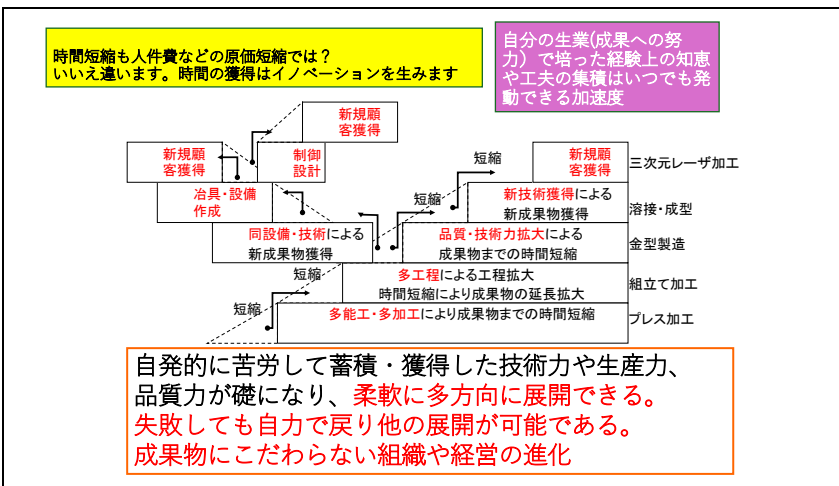 時間短縮も人件費などの原価短縮では？
いいえ違います。時間の獲得はイノベーションを生みます
自分の生業(成果への努
力）で培った経験上の知恵
や工夫の集積はいつでも発
動できる加速度
新規顧
客獲得
新規顧
客獲得
制御
設計
短縮
新規顧
客獲得
三次元レーザ加工
冶具・設備
作成
短縮
新技術獲得による
新成果物獲得
溶接・成型
同設備・技術による
新成果物獲得
品質・技術力拡大による
成果物までの時間短縮
金型製造
短縮
多工程による工程拡大
時間短縮により成果物の延長拡大
組立て加工
短縮
多能工・多加工により成果物までの時間短縮
プレス加工
自発的に苦労して蓄積・獲得した技術力や生産力、
品質力が礎になり、柔軟に多方向に展開できる。
失敗しても自力で戻り他の展開が可能である。
成果物にこだわらない組織や経営の進化